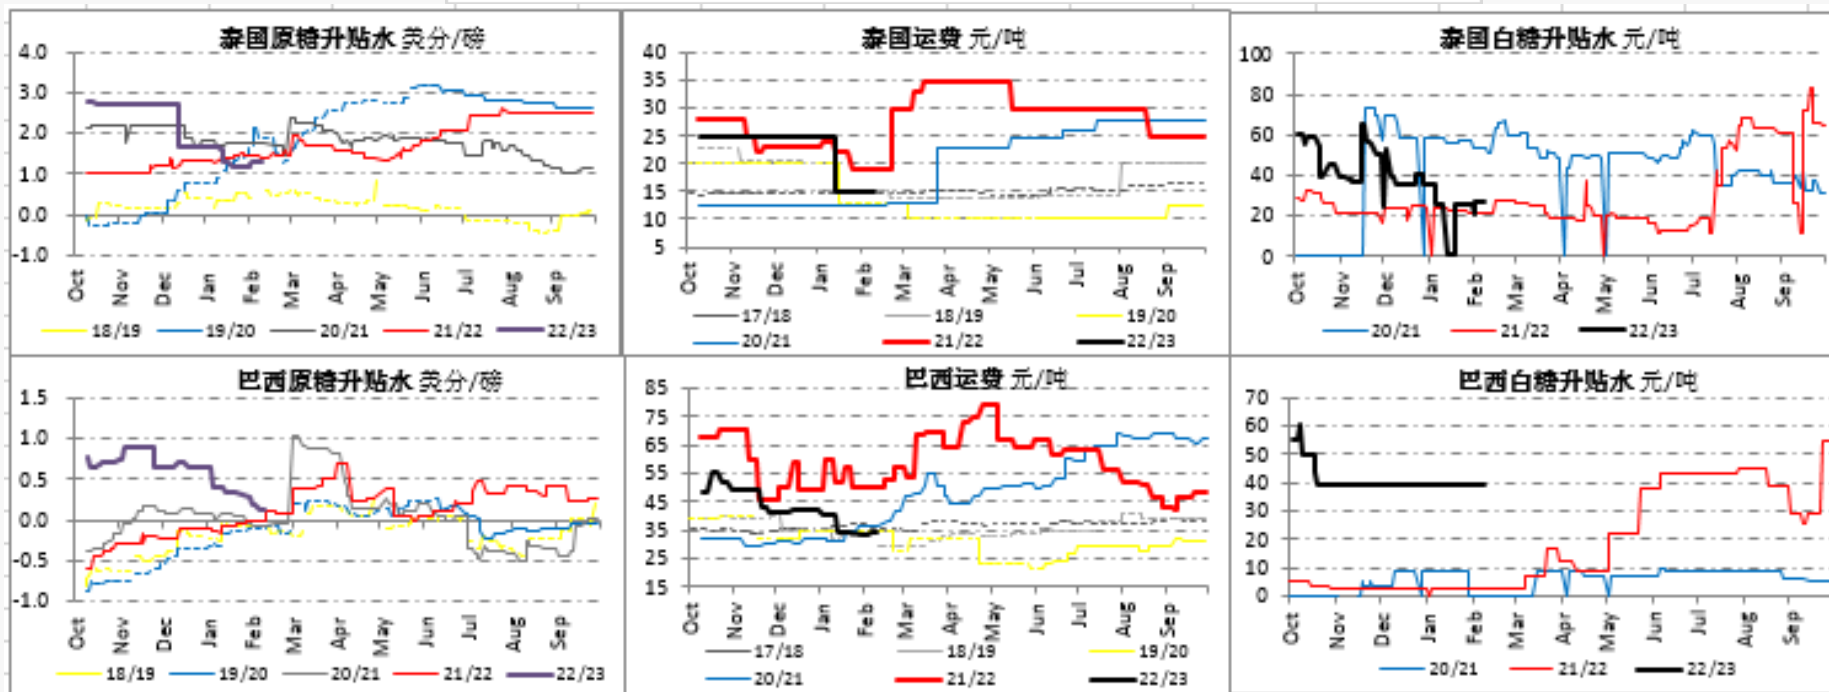 泰国原糖升贴水 美分/磅
4.0
3.0
2.0
1.0
0.0
-1.0
Oct
Nov
Dec
Jan
Feb
Mar
Apr
May
Jun
Jul
Aug
Sep
18/19
19/20
20/21
21/22
22/23
泰国运费 元/吨
40
35
30
25
20
15
10
5
Oct
Nov
Dec
Jan
Feb
Mar
Apr
May
Jun
Jul
Aug
Sep
17/18
18/19
19/20
20/21
21/22
22/23
泰国白糖升贴水 元/吨
100
80
60
40
20
0
Oct
Nov
Dec
Jan
Feb
Mar
Apr
May
Jun
Jul
Aug
Sep
20/21
21/22
22/23
巴西原糖升贴水 美分/磅
1.5
1.0
0.5
0.0
-0.5
-1.0
Oct
Nov
Dec
Jan
Feb
Mar
Apr
May
Jun
Jul
Aug
Sep
18/19
19/20
20/21
21/22
22/23
巴西运费 元/吨
85
75
65
55
45
35
25
15
Oct
Nov
Dec
Jan
Feb
Mar
Apr
May
Jun
Jul
Aug
Sep
17/18
18/19
19/20
20/21
21/22
22/23
巴西白糖升贴水 元/吨
70
60
50
40
30
20
10
0
Oct
Nov
Dec
Jan
Feb
Mar
Apr
May
Jun
Jul
Aug
Sep
20/21
21/22
22/23